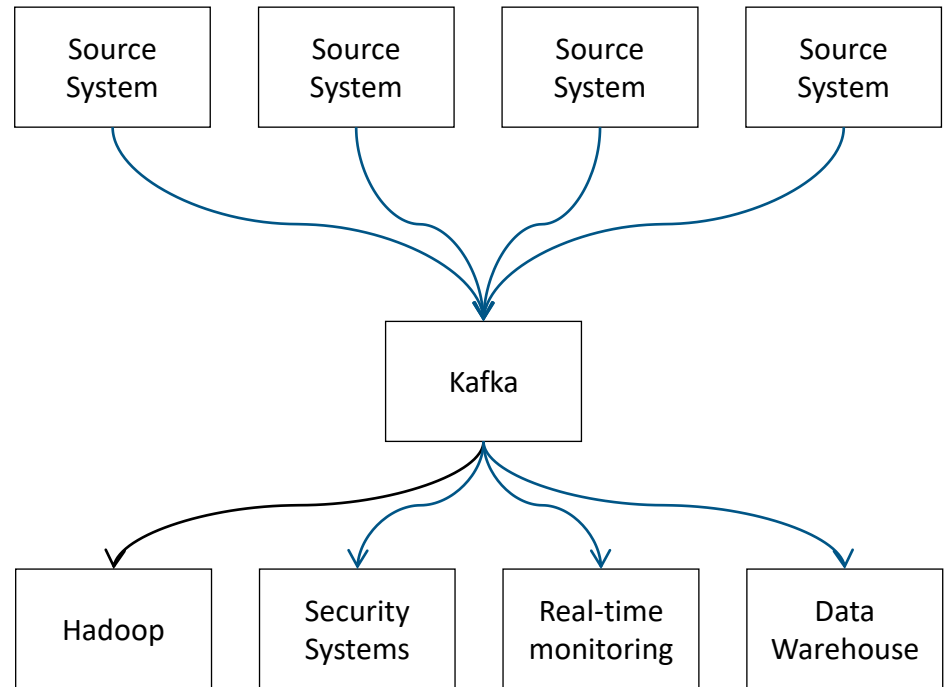 Source
System
Source
System
Source
System
Source
System
Kafka
Hadoop
Security
Systems
Real-time
monitoring
Data
Warehouse